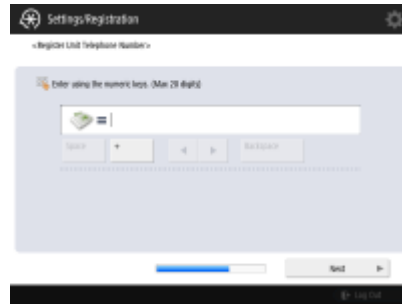 Settings/Registration
<Register Unit Telephone Number>
Enter using the numeric keys. (Max 20 digits)
=
Space + Backspace
Next
Log Out